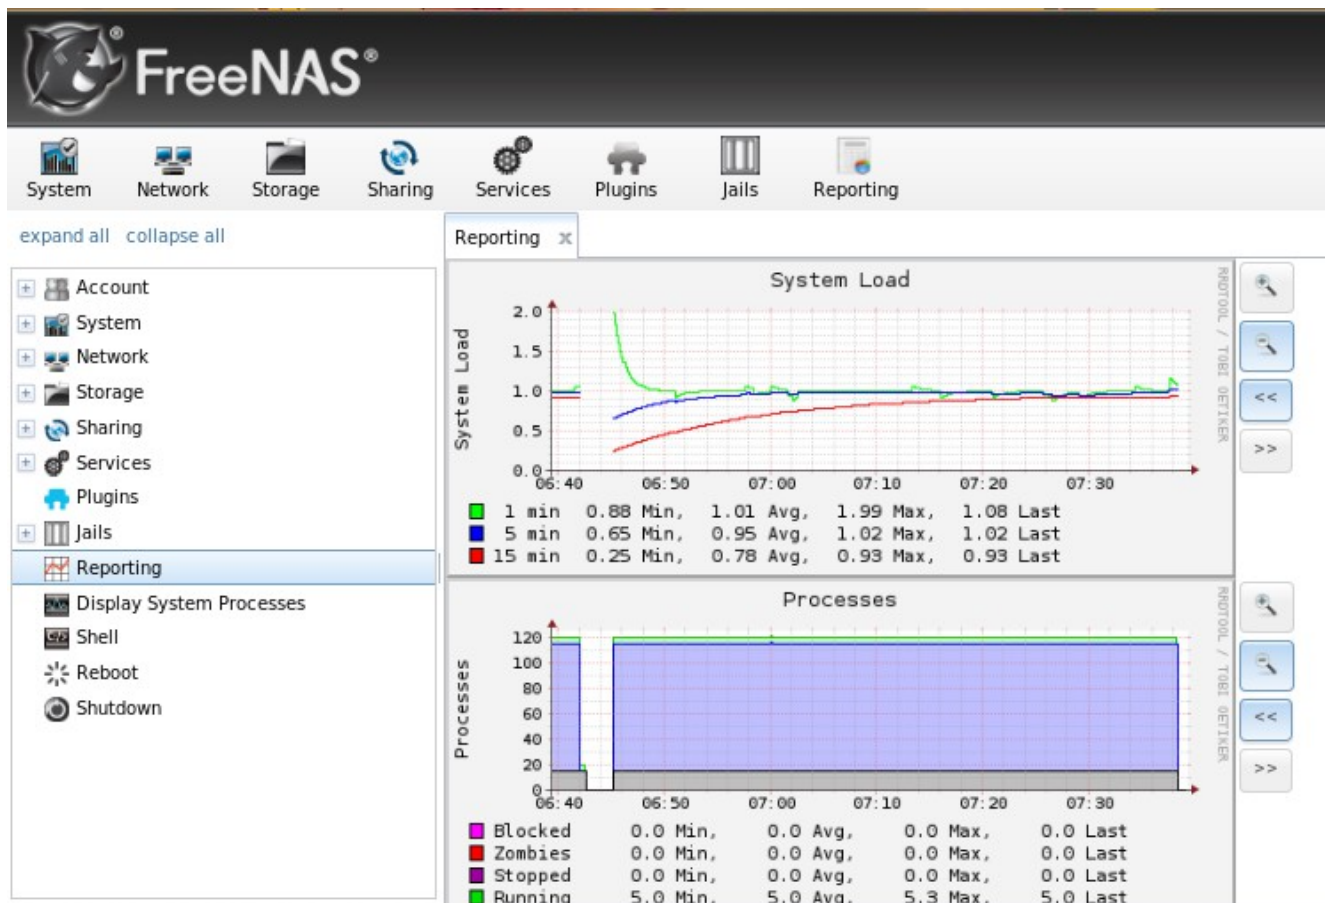 FreeNAS®
System Network Storage Sharing Services Plugins Jails Reporting
expand all collapse all
Account
System
Network
Storage
Sharing
Services
Plugins
Jails
Reporting
Display System Processes
Shell
Reboot
Shutdown
Reporting x
System Load
RRDTOOL / TOBI OETIKER
System Load
2.0
1.5
1.0
0.5
0.0
06:40 06:50 07:00 07:10 07:20 07:30
1 min 0.88 Min, 1.01 Avg, 1.99 Max, 1.08 Last
5 min 0.65 Min, 0.95 Avg, 1.02 Max, 1.02 Last
15 min 0.25 Min, 0.78 Avg, 0.93 Max, 0.93 Last
<<
>>
Processes
RRDTOOL / TOBI OETIKER
Processes
120
100
80
60
40
20
0
06:40 06:50 07:00 07:10 07:20 07:30
Blocked 0.0 Min, 0.0 Avg, 0.0 Max, 0.0 Last
Zombies 0.0 Min, 0.0 Avg, 0.0 Max, 0.0 Last
Stopped 0.0 Min, 0.0 Avg, 0.0 Max, 0.0 Last
Running 5.0 Min, 5.0 Avg, 5.3 Max, 5.0 Last
<<
>>